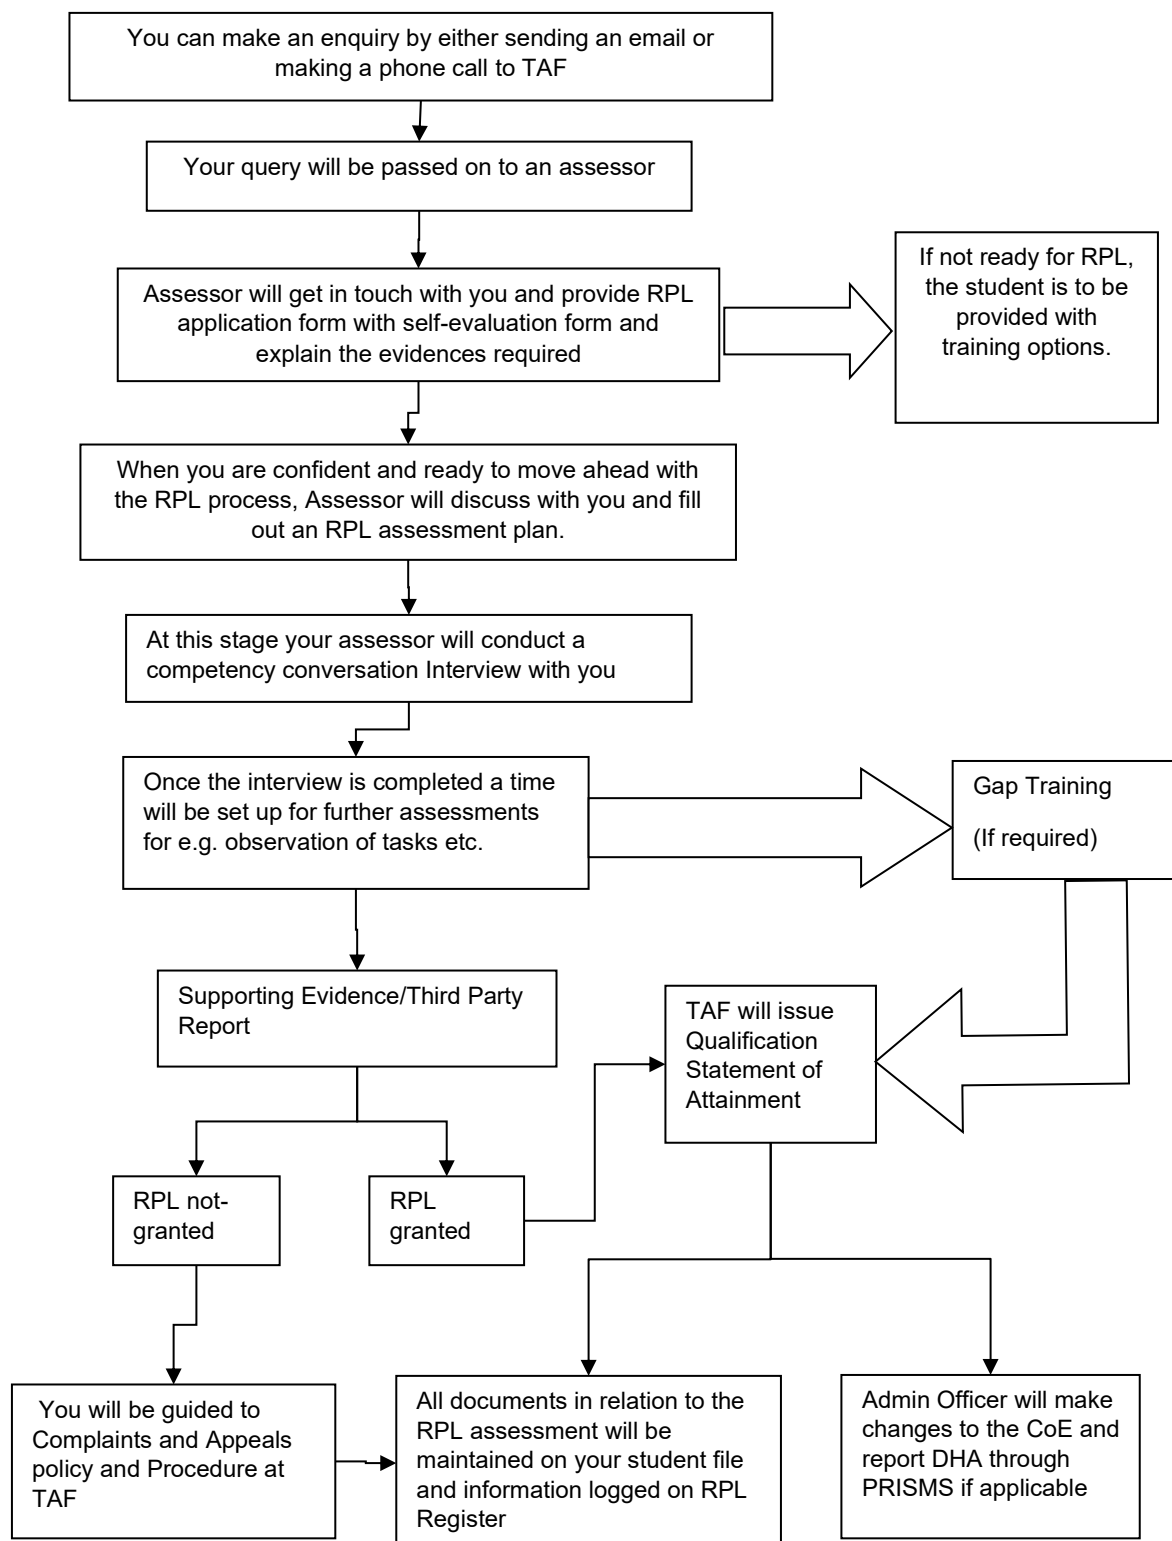 You can make an enquiry by either sending an email or
making a phone call to TAF
Your query will be passed on to an assessor
Assessor will get in touch with you and provide RPL
application form with self-evaluation form and
explain the evidences required
If not ready for RPL,
the student is to be
provided with
training options.
When you are confident and ready to move ahead with
the RPL process, Assessor will discuss with you and fill
out an RPL assessment plan.
At this stage your assessor will conduct a
competency conversation Interview with you
Once the interview is completed a time
will be set up for further assessments
for e.g. observation of tasks etc.
Gap Training
(If required)
Supporting Evidence/Third Party
Report
TAF will issue
Qualification
Statement of
Attainment
RPL not-
granted
RPL
granted
You will be guided to
Complaints and Appeals
policy and Procedure at
TAF
All documents in relation to the
RPL assessment will be
maintained on your student file
and information logged on RPL
Register
Admin Officer will make
changes to the CoE and
report DHA through
PRISMS if applicable